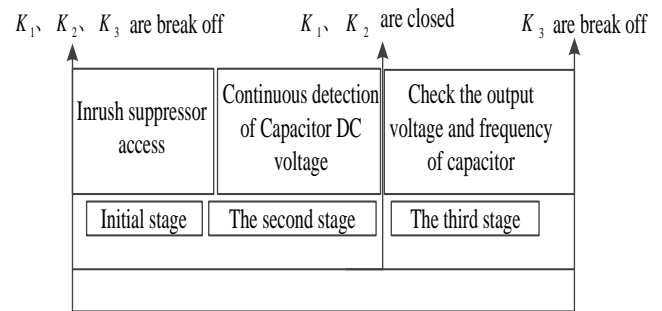 K₁、K₂、K₃ are break off
K₁、K₂ are closed
K₃ are break off
Inrush suppressor
access
Continuous detection
of Capacitor DC
voltage
Check the output
voltage and frequency
of capacitor
Initial stage
The second stage
The third stage